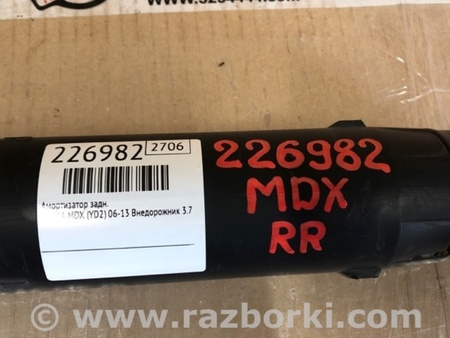 226982 2706
Амортизатор задн.
MDX (YD2) 06-13 Внедорожник 3.7
226982
MDX
RR
www.razborki.com